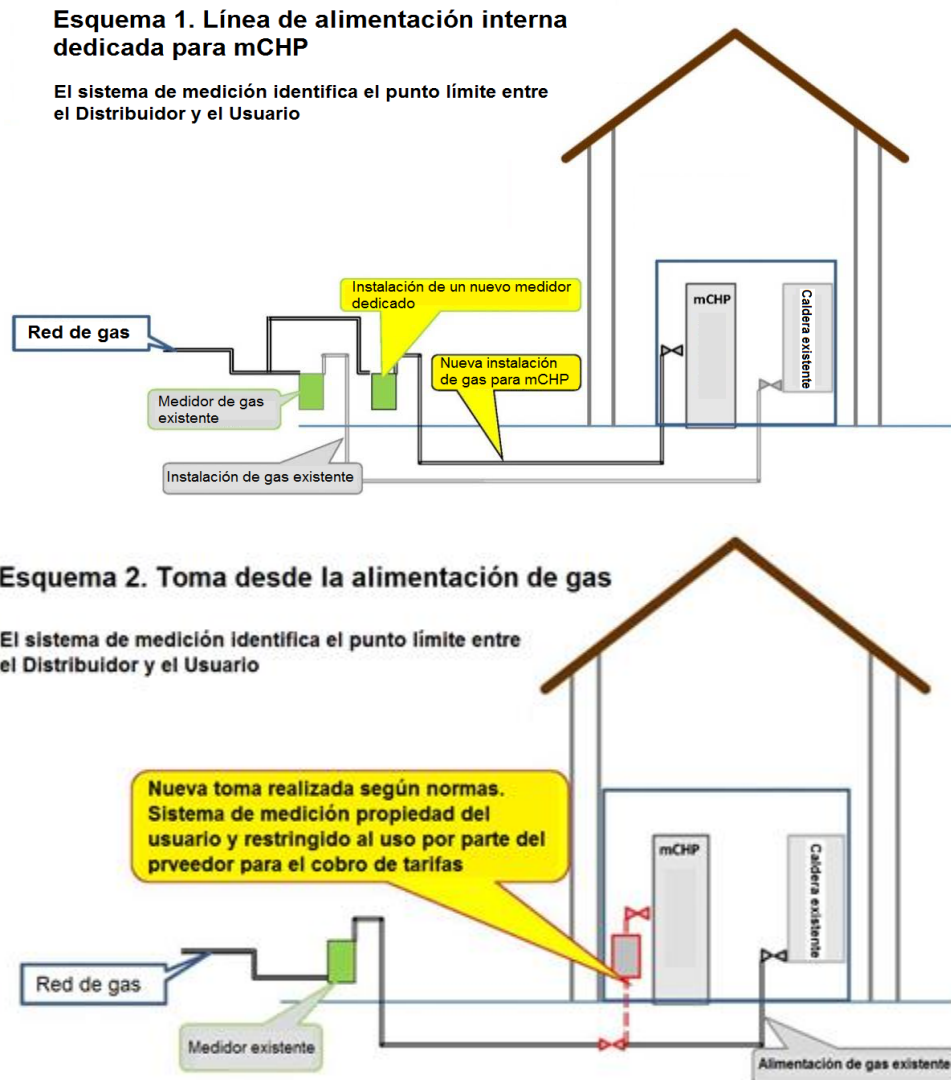 Esquema 1. Línea de alimentación interna
dedicada para mCHP
El sistema de medición identifica el punto límite entre
el Distribuidor y el Usuario
Instalación de un nuevo medidor
dedicado
mCHP
Caldera existente
Red de gas
Nueva instalación
de gas para mCHP
Medidor de gas
existente
Instalación de gas existente
Esquema 2. Toma desde la alimentación de gas
El sistema de medición identifica el punto límite entre
el Distribuidor y el Usuario
Nueva toma realizada según normas.
Sistema de medición propiedad del
usuario y restringido al uso por parte del
prveedor para el cobro de tarifas
mCHP
Caldera existente
Red de gas
Medidor existente
Alimentación de gas existente